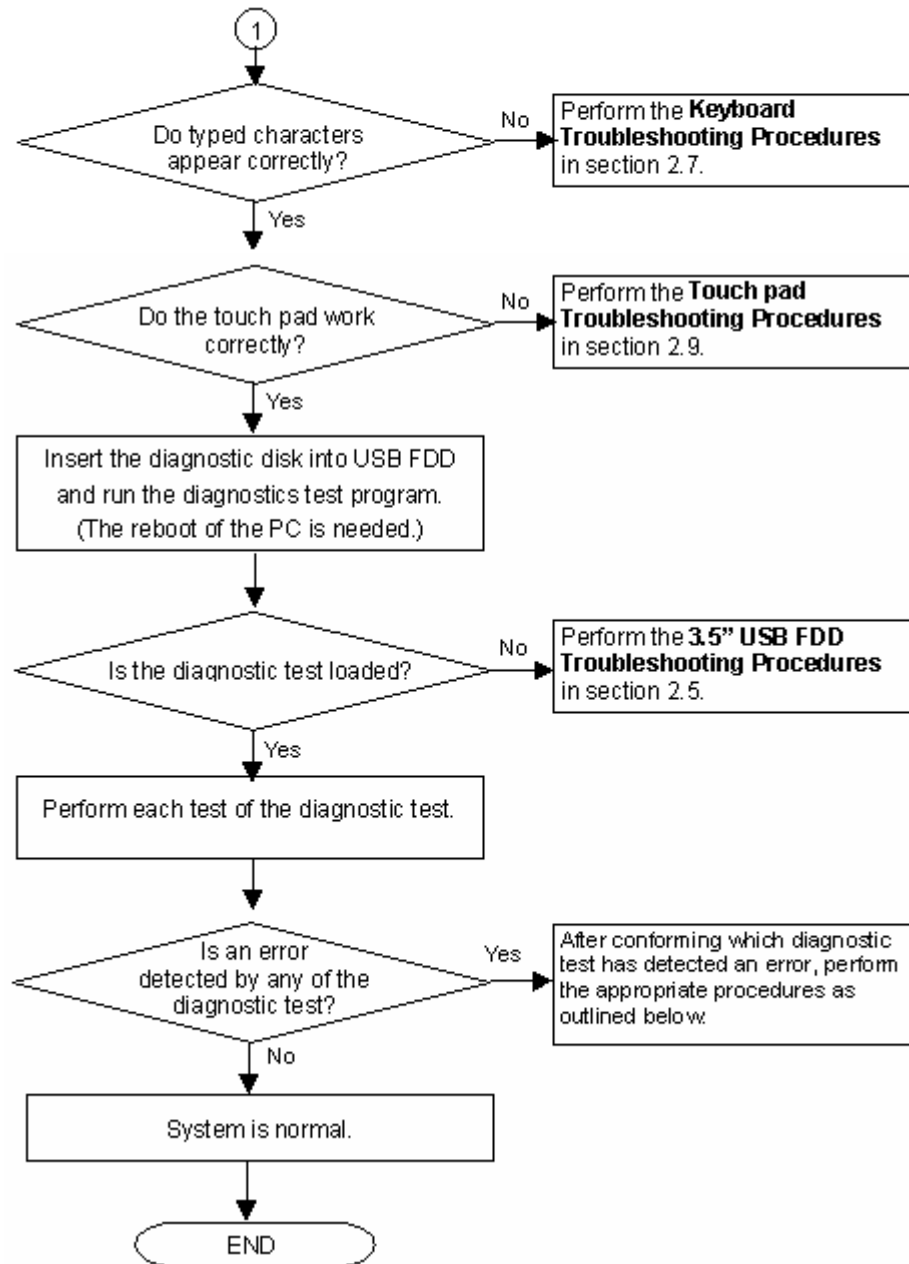 1
Do typed characters
appear correctly?
No
Perform the Keyboard
Troubleshooting Procedures
in section 2.7.
Yes
Do the touch pad work
correctly?
No
Perform the Touch pad
Troubleshooting Procedures
in section 2.9.
Yes
Insert the diagnostic disk into USB FDD
and run the diagnostics test program.
(The reboot of the PC is needed.)
Is the diagnostic test loaded?
No
Perform the 3.5” USB FDD
Troubleshooting Procedures
in section 2.5.
Yes
Perform each test of the diagnostic test.
Is an error
detected by any of the
diagnostic test?
Yes
After conforming which diagnostic
test has detected an error, perform
the appropriate procedures as
outlined below.
No
System is normal.
END